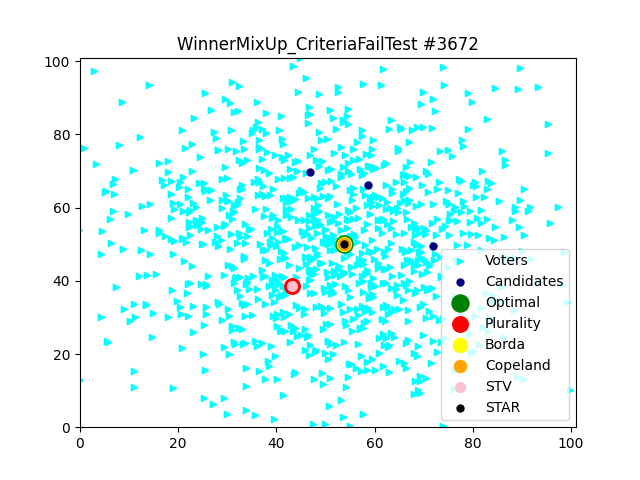 WinnerMixUp_CriteriaFailTest #3672
100
80
60
40
20
0
0 20 40 60 80 100
Voters
Candidates
Optimal
Plurality
Borda
Copeland
STV
STAR